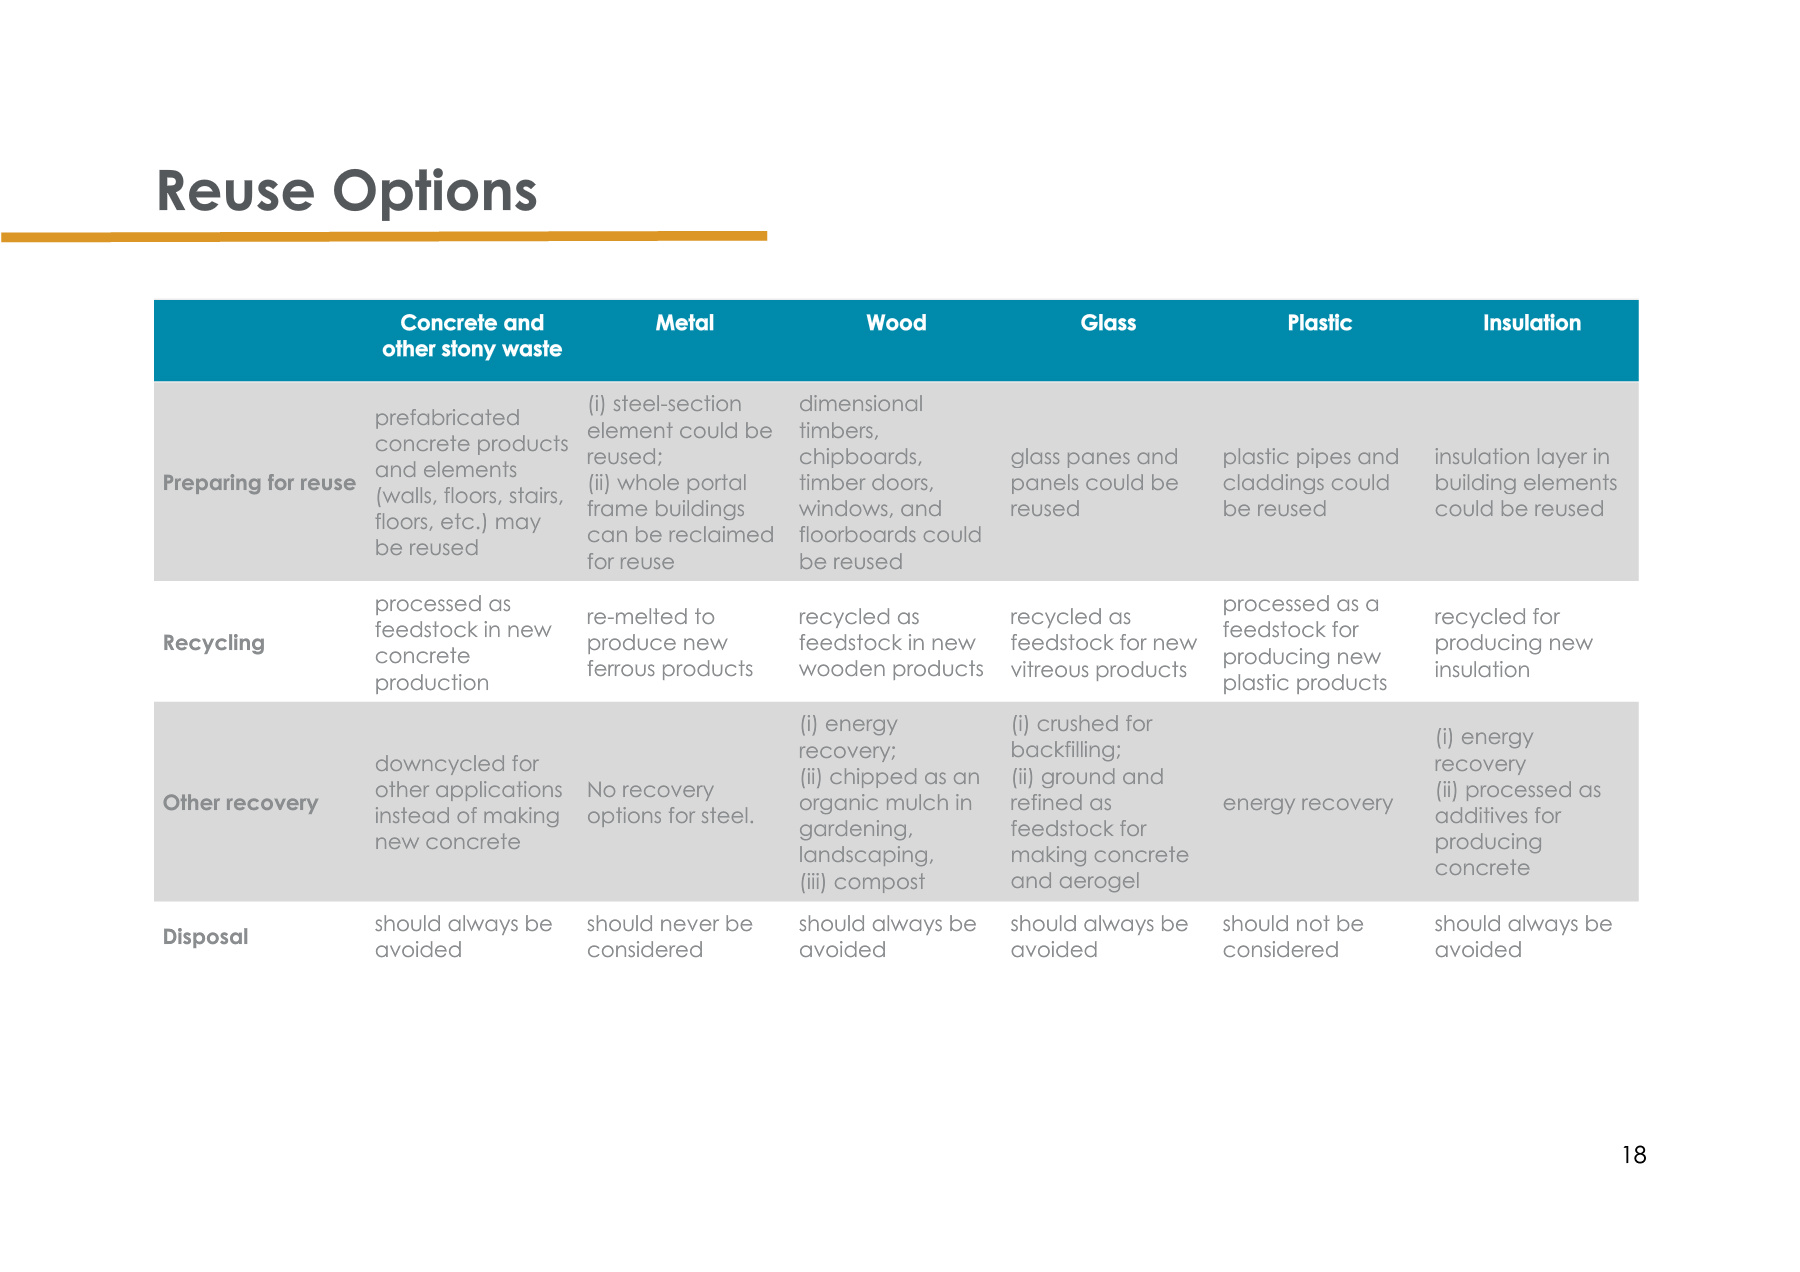 Reuse Options
Concrete and
other stony waste
Metal
Wood
Glass
Plastic
Insulation
Preparing for reuse
prefabricated
concrete products
and elements
(walls, floors, stairs,
floors, etc.) may
be reused
(i) steel-section
element could be
reused;
(ii) whole portal
frame buildings
can be reclaimed
for reuse
dimensional
timbers,
chipboards,
timber doors,
windows, and
floorboards could
be reused
glass panes and
panels could be
reused
plastic pipes and
claddings could
be reused
insulation layer in
building elements
could be reused
Recycling
processed as
feedstock in new
concrete
production
re-melted to
produce new
ferrous products
recycled as
feedstock in new
wooden products
recycled as
feedstock for new
vitreous products
processed as a
feedstock for
producing new
plastic products
recycled for
producing new
insulation
Other recovery
downcycled for
other applications
instead of making
new concrete
No recovery
options for steel.
(i) energy
recovery;
(ii) chipped as an
organic mulch in
gardening,
landscaping,
(iii) compost
(i) crushed for
backfilling;
(ii) ground and
refined as
feedstock for
making concrete
and aerogel
energy recovery
(i) energy
recovery
(ii) processed as
additives for
producing
concrete
Disposal
should always be
avoided
should never be
considered
should always be
avoided
should always be
avoided
should not be
considered
should always be
avoided
18